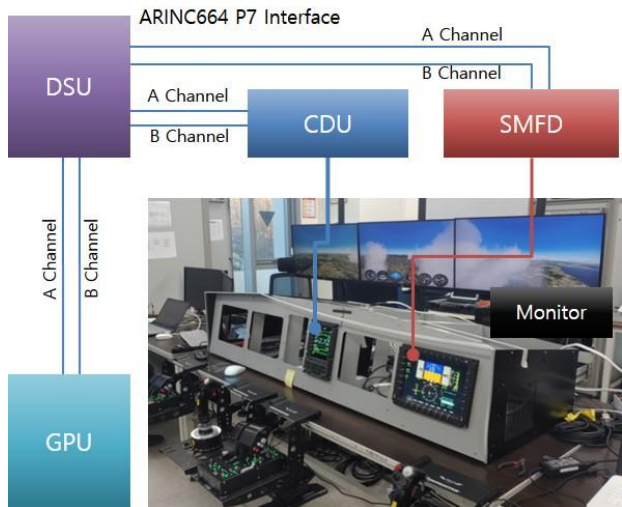 ARINC664 P7 Interface
A Channel
B Channel
DSU
A Channel
B Channel
CDU
SMFD
A Channel
B Channel
Monitor
GPU